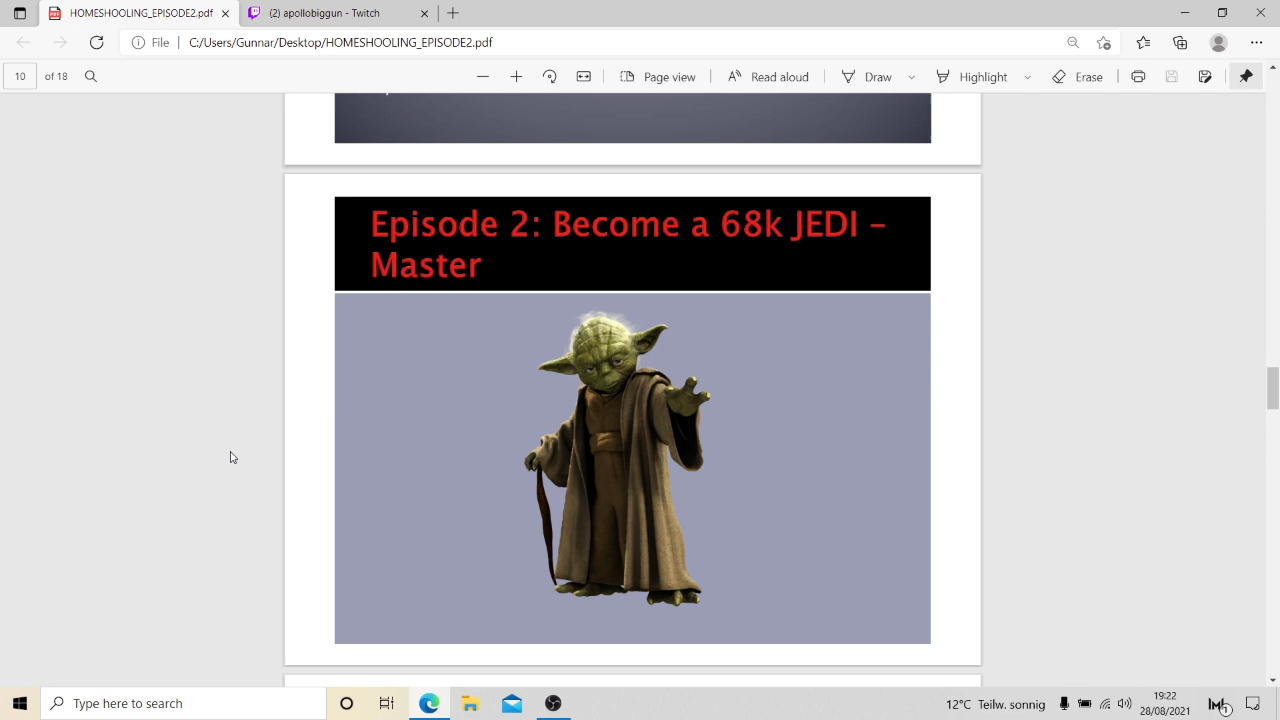 HOMESHOOLING_EPISODE2.pdf
(2) apollobiggun - Twitch
File
C:/Users/Gunnar/Desktop/HOMESHOOLING_EPISODE2.pdf
10 of 18
Page view
Read aloud
Draw
Highlight
Erase
Episode 2: Become a 68k JEDI –
Master
Type here to search
12°C Teilw. sonnig
19:22
28/08/2021
1